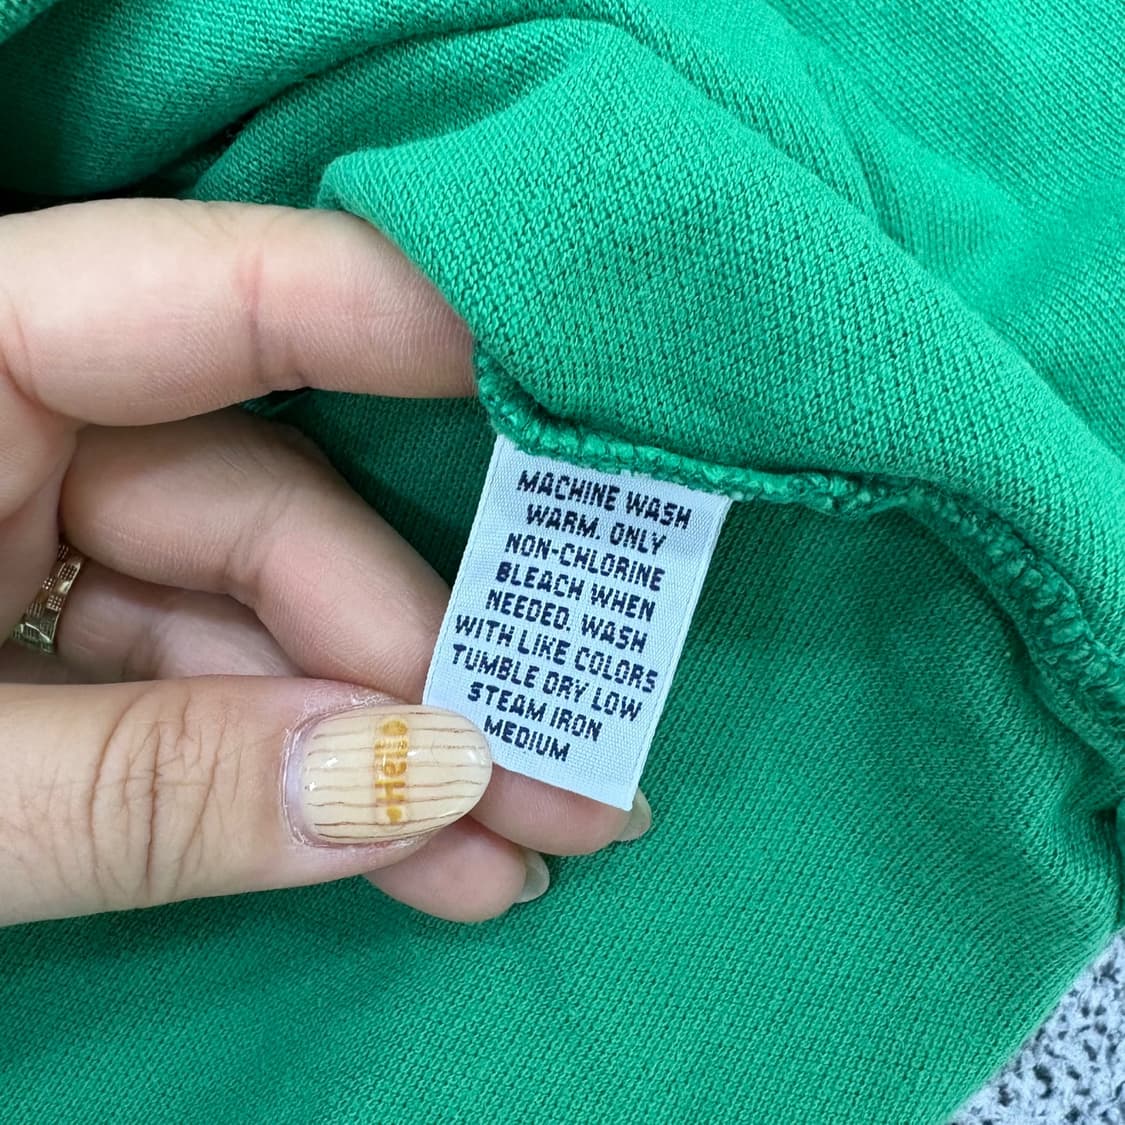 MACHINE WASH
WARM. ONLY
NON-CHLORINE
BLEACH WHEN
NEEDED. WASH
WITH LIKE COLORS
TUMBLE DRY LOW
STEAM IRON
MEDIUM
Hello